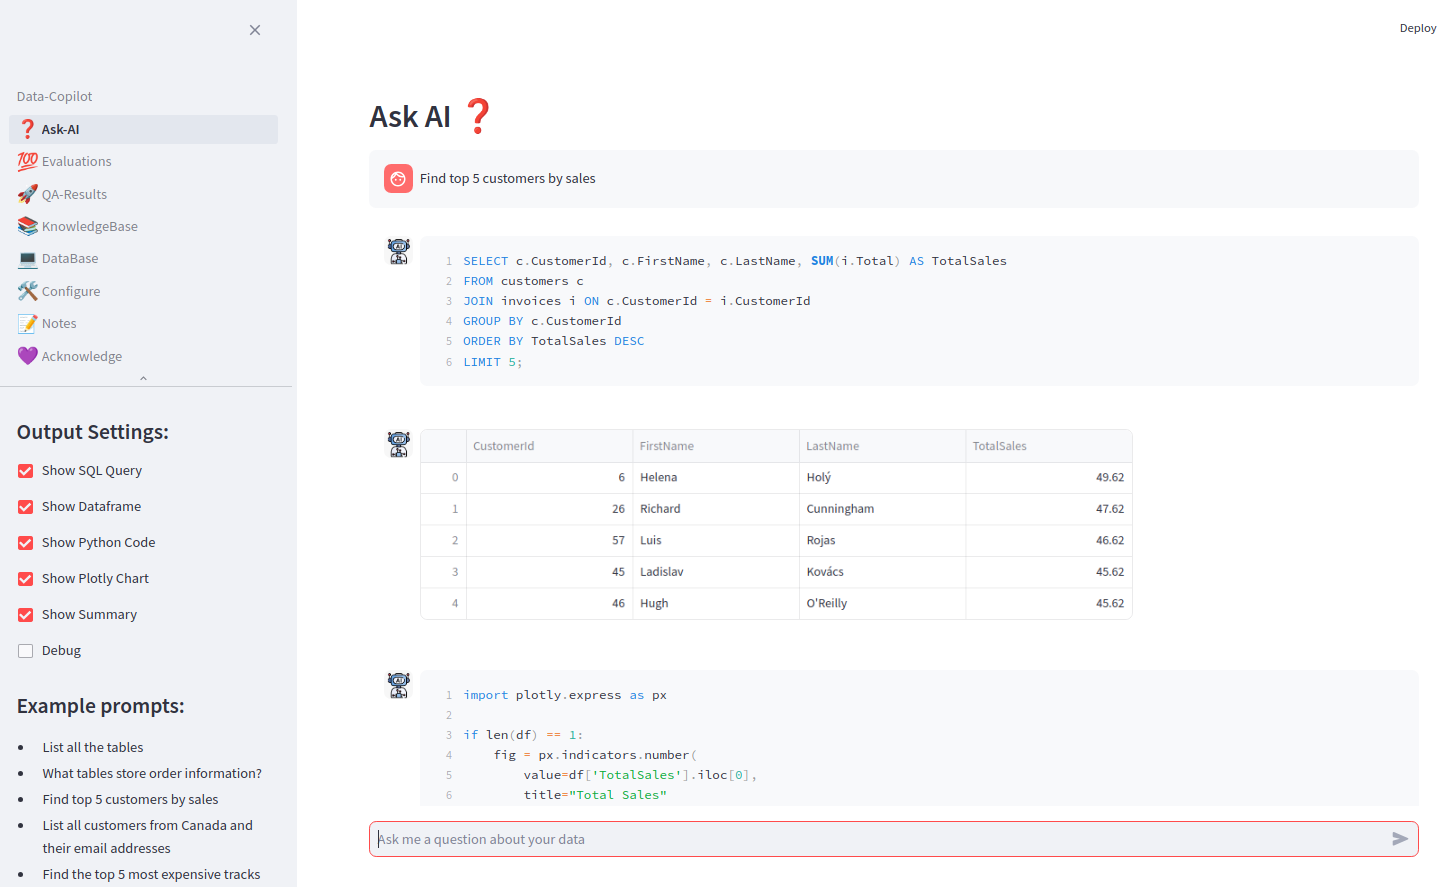 Deploy
Data-Copilot
Ask-AI
Evaluations
QA-Results
KnowledgeBase
DataBase
Configure
Notes
Acknowledge
Output Settings:
Show SQL Query
Show Dataframe
Show Python Code
Show Plotly Chart
Show Summary
Debug
Example prompts:
List all the tables
What tables store order information?
Find top 5 customers by sales
List all customers from Canada and
their email addresses
Find the top 5 most expensive tracks
Ask AI ❓
Find top 5 customers by sales
1 SELECT c.CustomerId, c.FirstName, c.LastName, SUM(i.Total) AS TotalSales
2 FROM customers c
3 JOIN invoices i ON c.CustomerId = i.CustomerId
4 GROUP BY c.CustomerId
5 ORDER BY TotalSales DESC
6 LIMIT 5;
CustomerId FirstName LastName TotalSales
0 6 Helena Holý 49.62
1 26 Richard Cunningham 47.62
2 57 Luis Rojas 46.62
3 45 Ladislav Kovács 45.62
4 46 Hugh O'Reilly 45.62
1 import plotly.express as px
2
3 if len(df) == 1:
4     fig = px.indicators.number(
5         value=df['TotalSales'].iloc[0],
6         title="Total Sales"
Ask me a question about your data